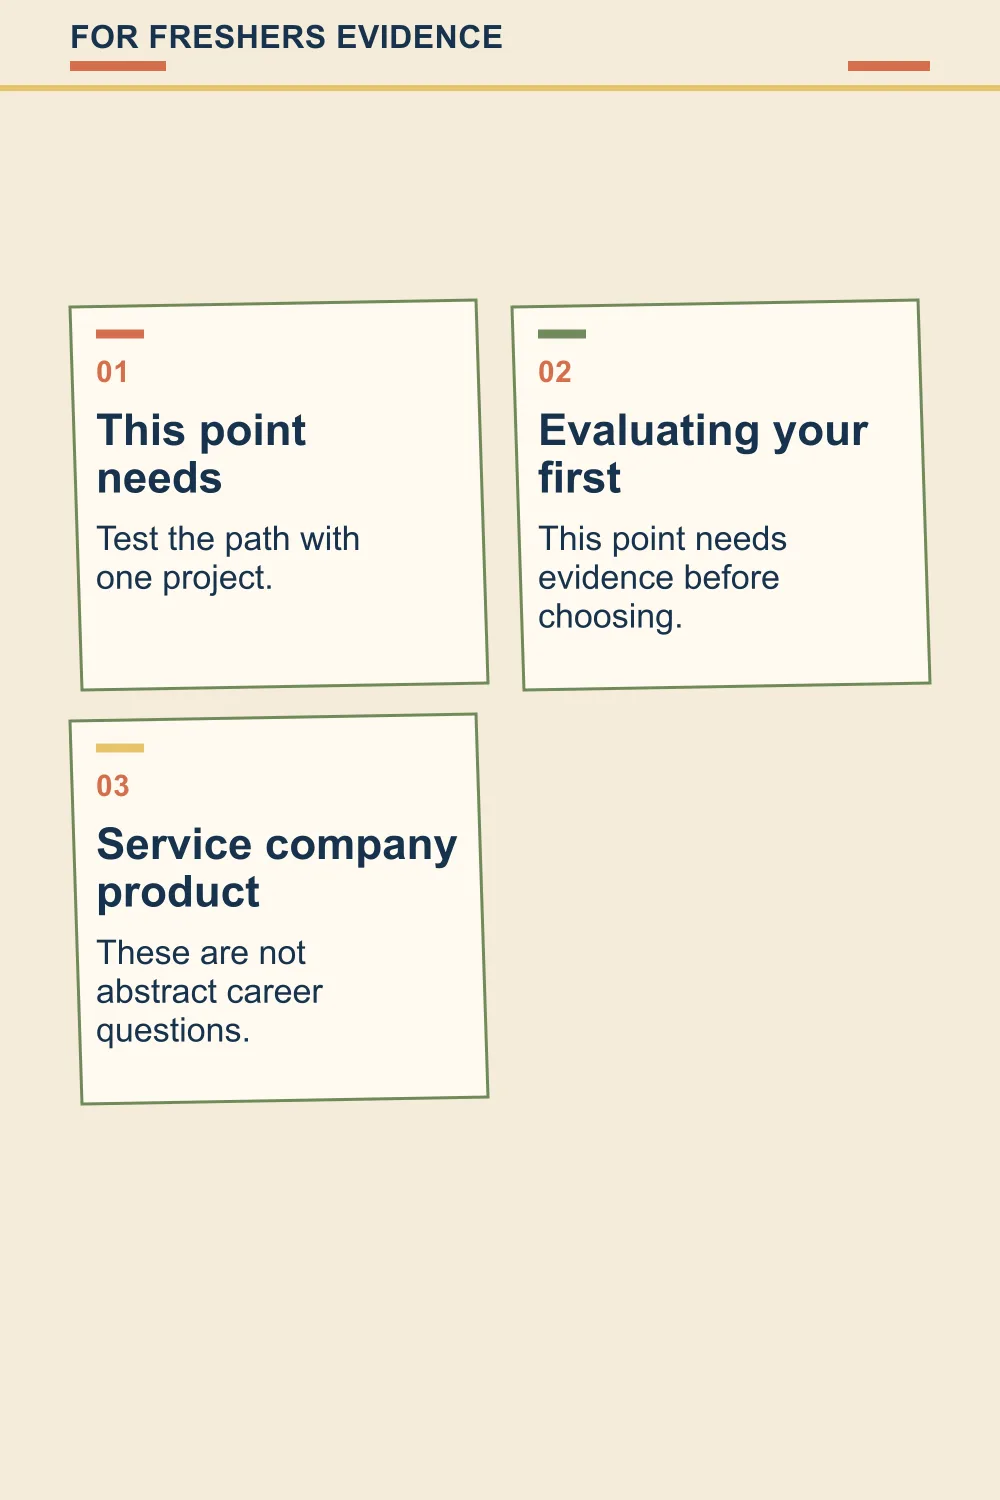 FOR FRESHERS EVIDENCE
01
This point
needs
Test the path with
one project.
02
Evaluating your
first
This point needs
evidence before
choosing.
03
Service company
product
These are not
abstract career
questions.